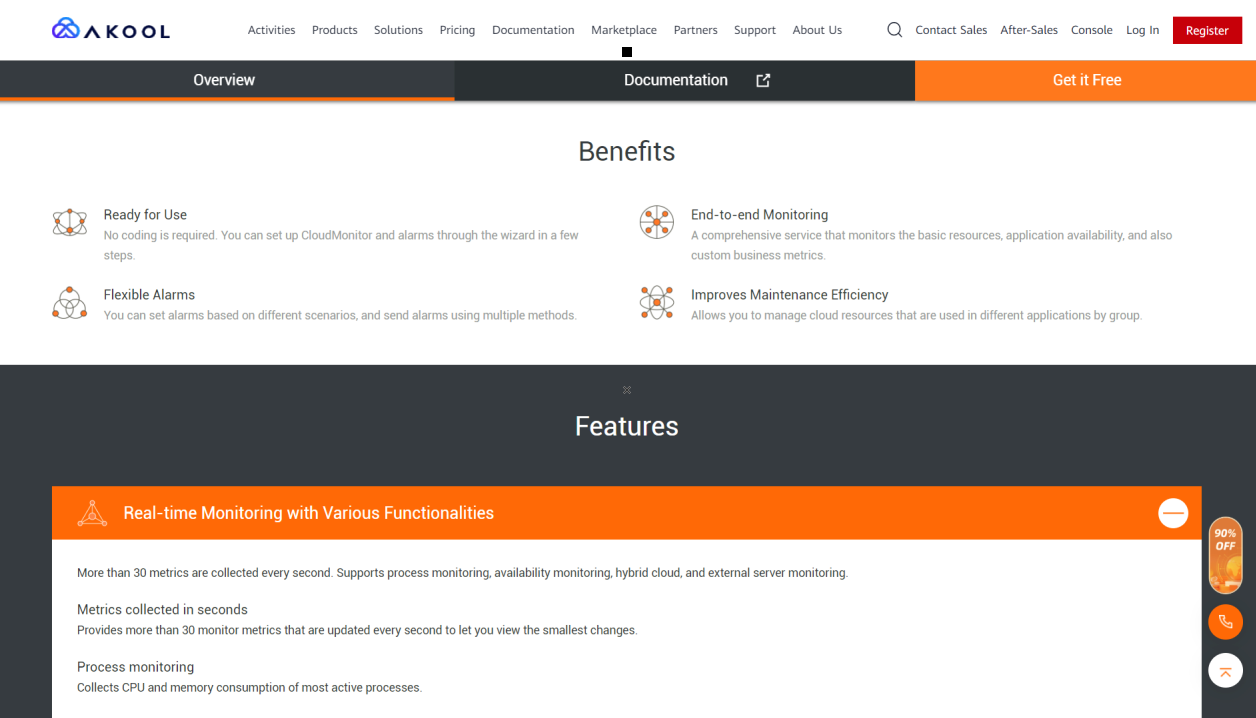 AKOOL
Activities Products Solutions Pricing Documentation Marketplace Partners Support About Us Contact Sales After-Sales Console Log In Register
Overview Documentation Get it Free
Benefits
Ready for Use
No coding is required. You can set up CloudMonitor and alarms through the wizard in a few
steps.
End-to-end Monitoring
A comprehensive service that monitors the basic resources, application availability, and also
custom business metrics.
Flexible Alarms
You can set alarms based on different scenarios, and send alarms using multiple methods.
Improves Maintenance Efficiency
Allows you to manage cloud resources that are used in different applications by group.
Features
Real-time Monitoring with Various Functionalities
More than 30 metrics are collected every second. Supports process monitoring, availability monitoring, hybrid cloud, and external server monitoring.
Metrics collected in seconds
Provides more than 30 monitor metrics that are updated every second to let you view the smallest changes.
Process monitoring
Collects CPU and memory consumption of most active processes.
90%
OFF